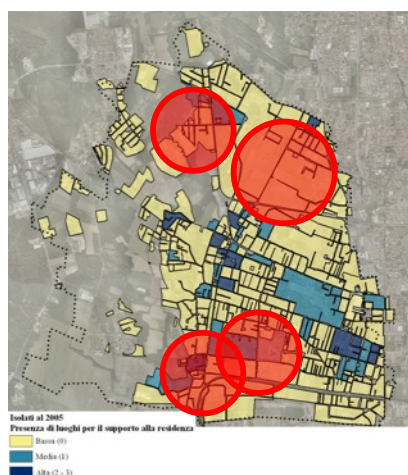 Isolati al 2005
Presenza di luoghi per il supporto alla residenza
Bassa (0)
Media (1)
Alta (2 - 3)